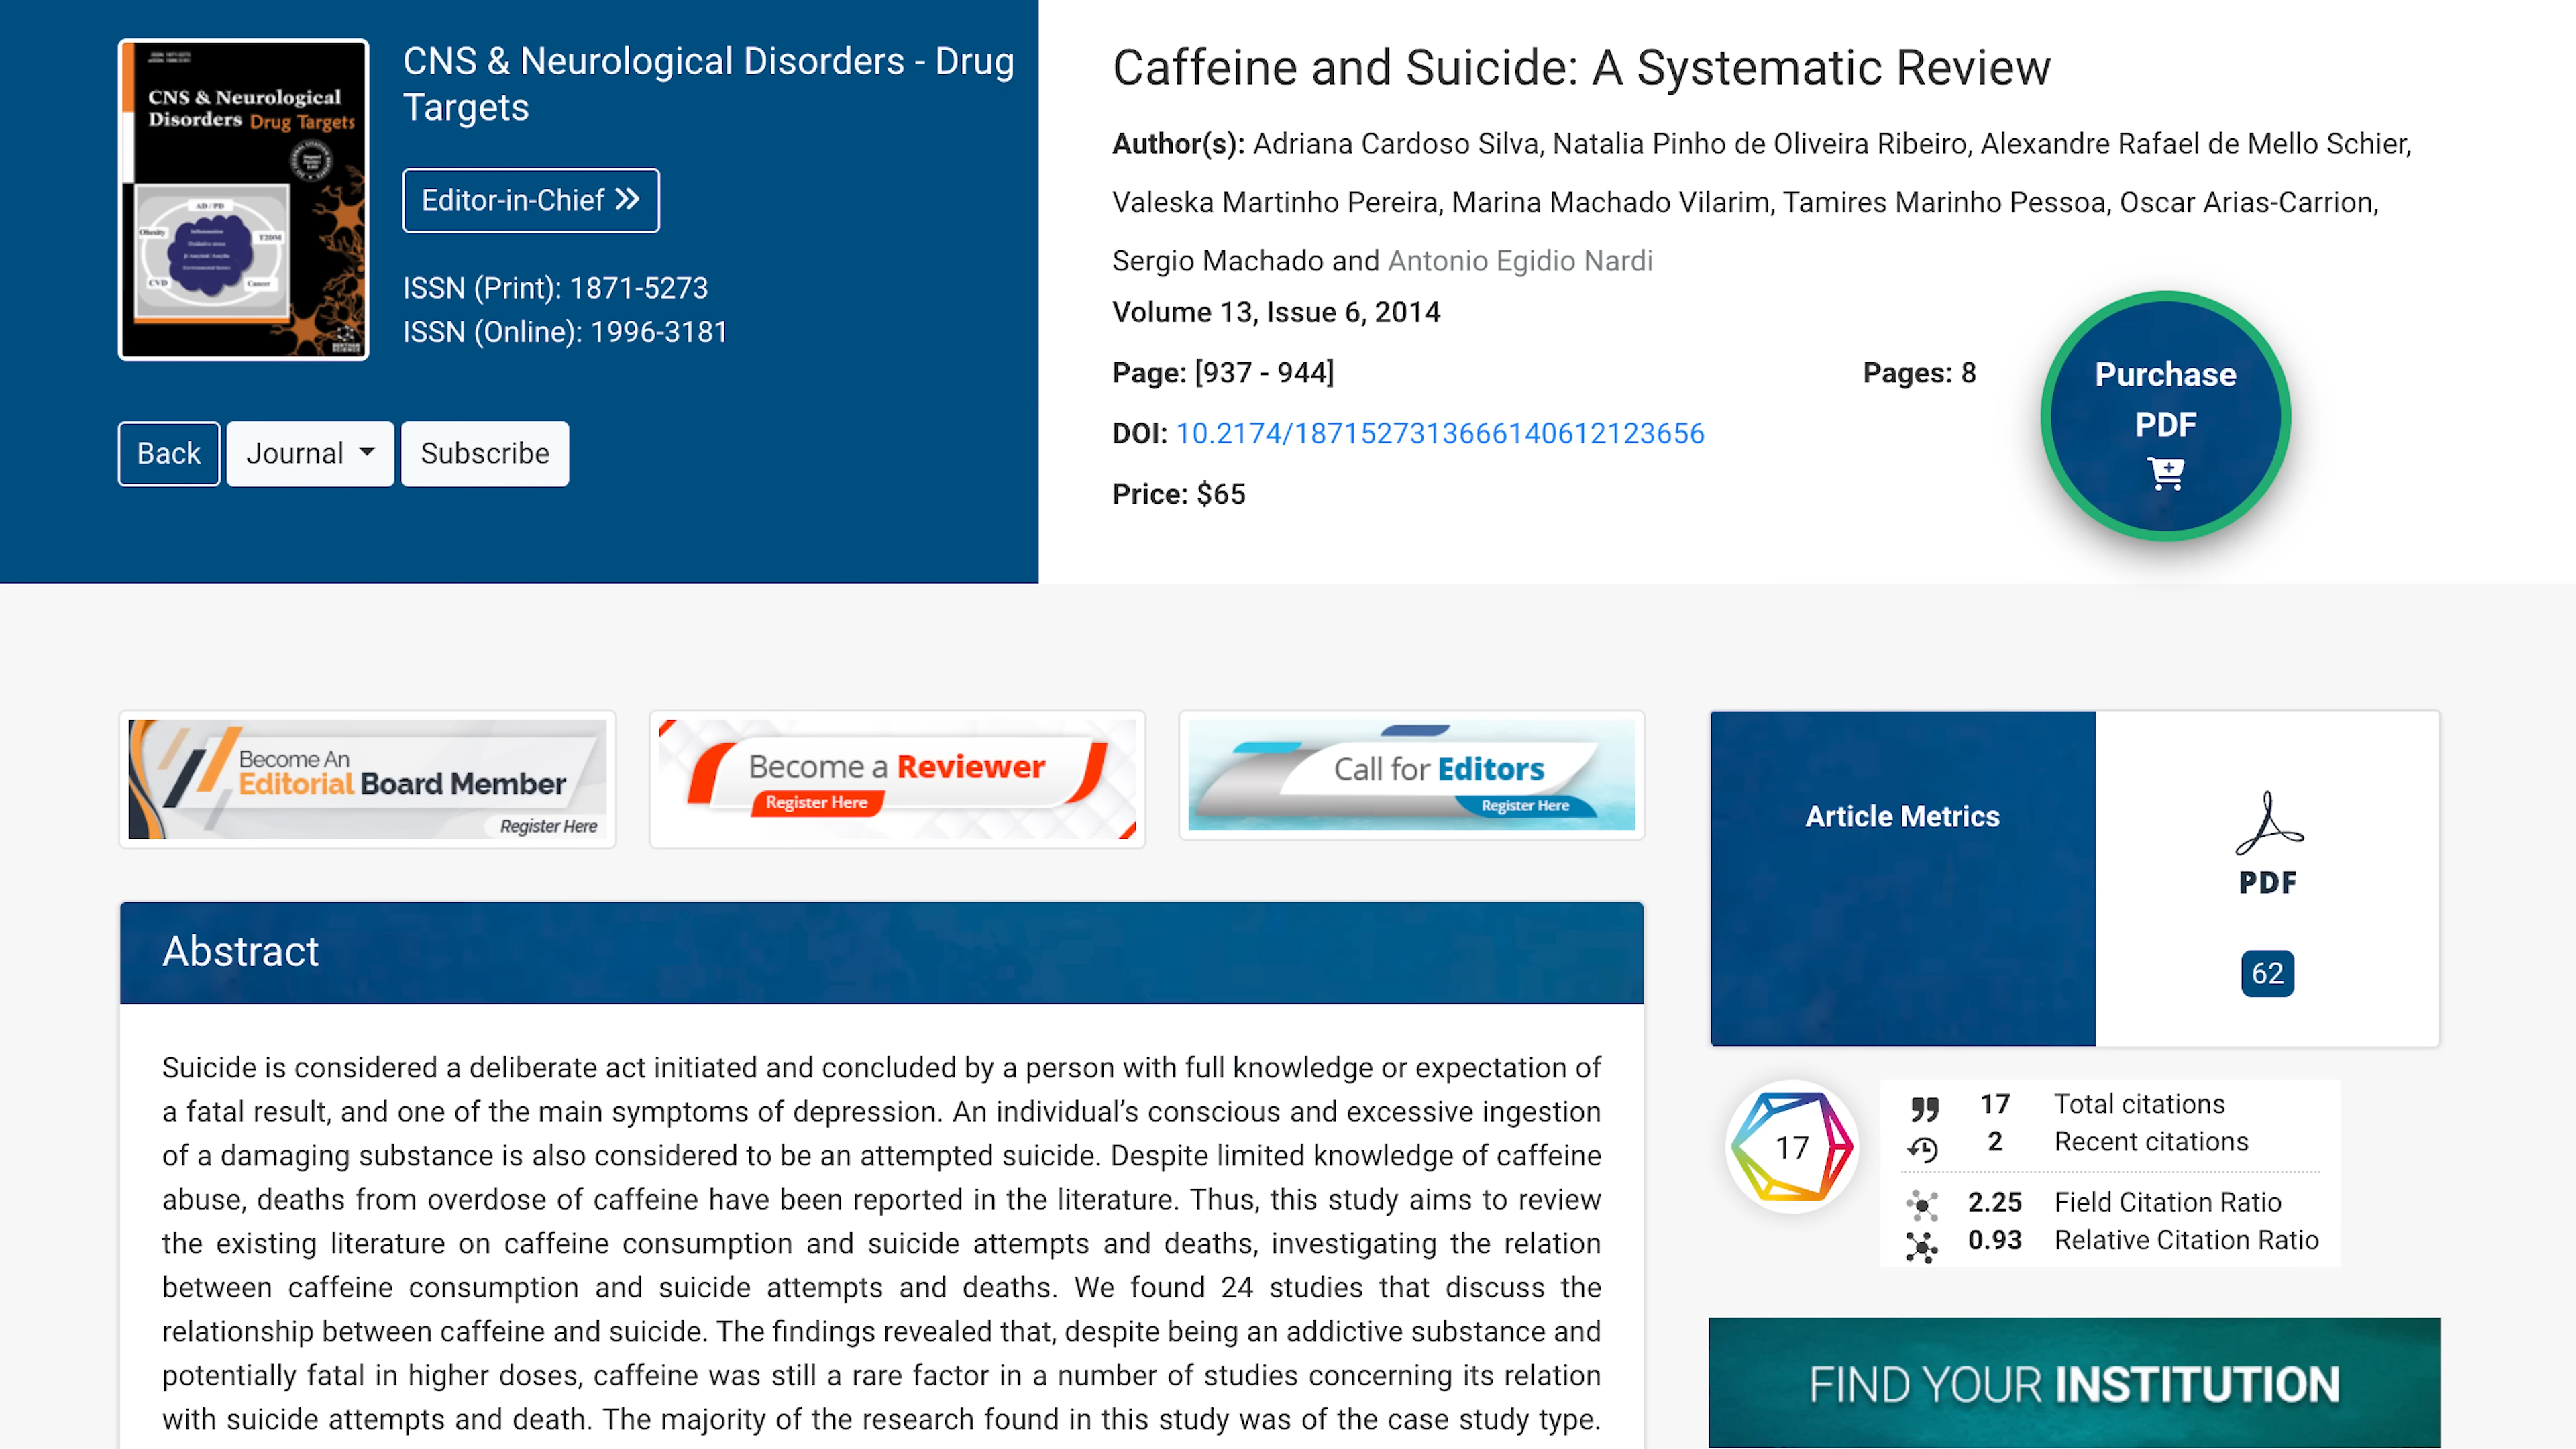 CNS & Neurological
Disorders Drug Targets
AD / PD
Obesity
T2DM
CVD
Cancer
CNS & Neurological Disorders - Drug
Targets
Editor-in-Chief
ISSN (Print): 1871-5273
ISSN (Online): 1996-3181
Back
Journal
Subscribe
Caffeine and Suicide: A Systematic Review
Author(s): Adriana Cardoso Silva, Natalia Pinho de Oliveira Ribeiro, Alexandre Rafael de Mello Schier,
Valeska Martinho Pereira, Marina Machado Vilarim, Tamires Marinho Pessoa, Oscar Arias-Carrion,
Sergio Machado and Antonio Egidio Nardi
Volume 13, Issue 6, 2014
Page: [937 - 944]
Pages: 8
DOI: 10.2174/1871527313666140612123656
Price: $65
Purchase
PDF
Become An
Editorial Board Member
Register Here
Become a Reviewer
Register Here
Call for Editors
Register Here
Abstract
Suicide is considered a deliberate act initiated and concluded by a person with full knowledge or expectation of
a fatal result, and one of the main symptoms of depression. An individual’s conscious and excessive ingestion
of a damaging substance is also considered to be an attempted suicide. Despite limited knowledge of caffeine
abuse, deaths from overdose of caffeine have been reported in the literature. Thus, this study aims to review
the existing literature on caffeine consumption and suicide attempts and deaths, investigating the relation
between caffeine consumption and suicide attempts and deaths. We found 24 studies that discuss the
relationship between caffeine and suicide. The findings revealed that, despite being an addictive substance and
potentially fatal in higher doses, caffeine was still a rare factor in a number of studies concerning its relation
with suicide attempts and death. The majority of the research found in this study was of the case study type.
Article Metrics
PDF
62
17
17 Total citations
2 Recent citations
2.25 Field Citation Ratio
0.93 Relative Citation Ratio
FIND YOUR INSTITUTION